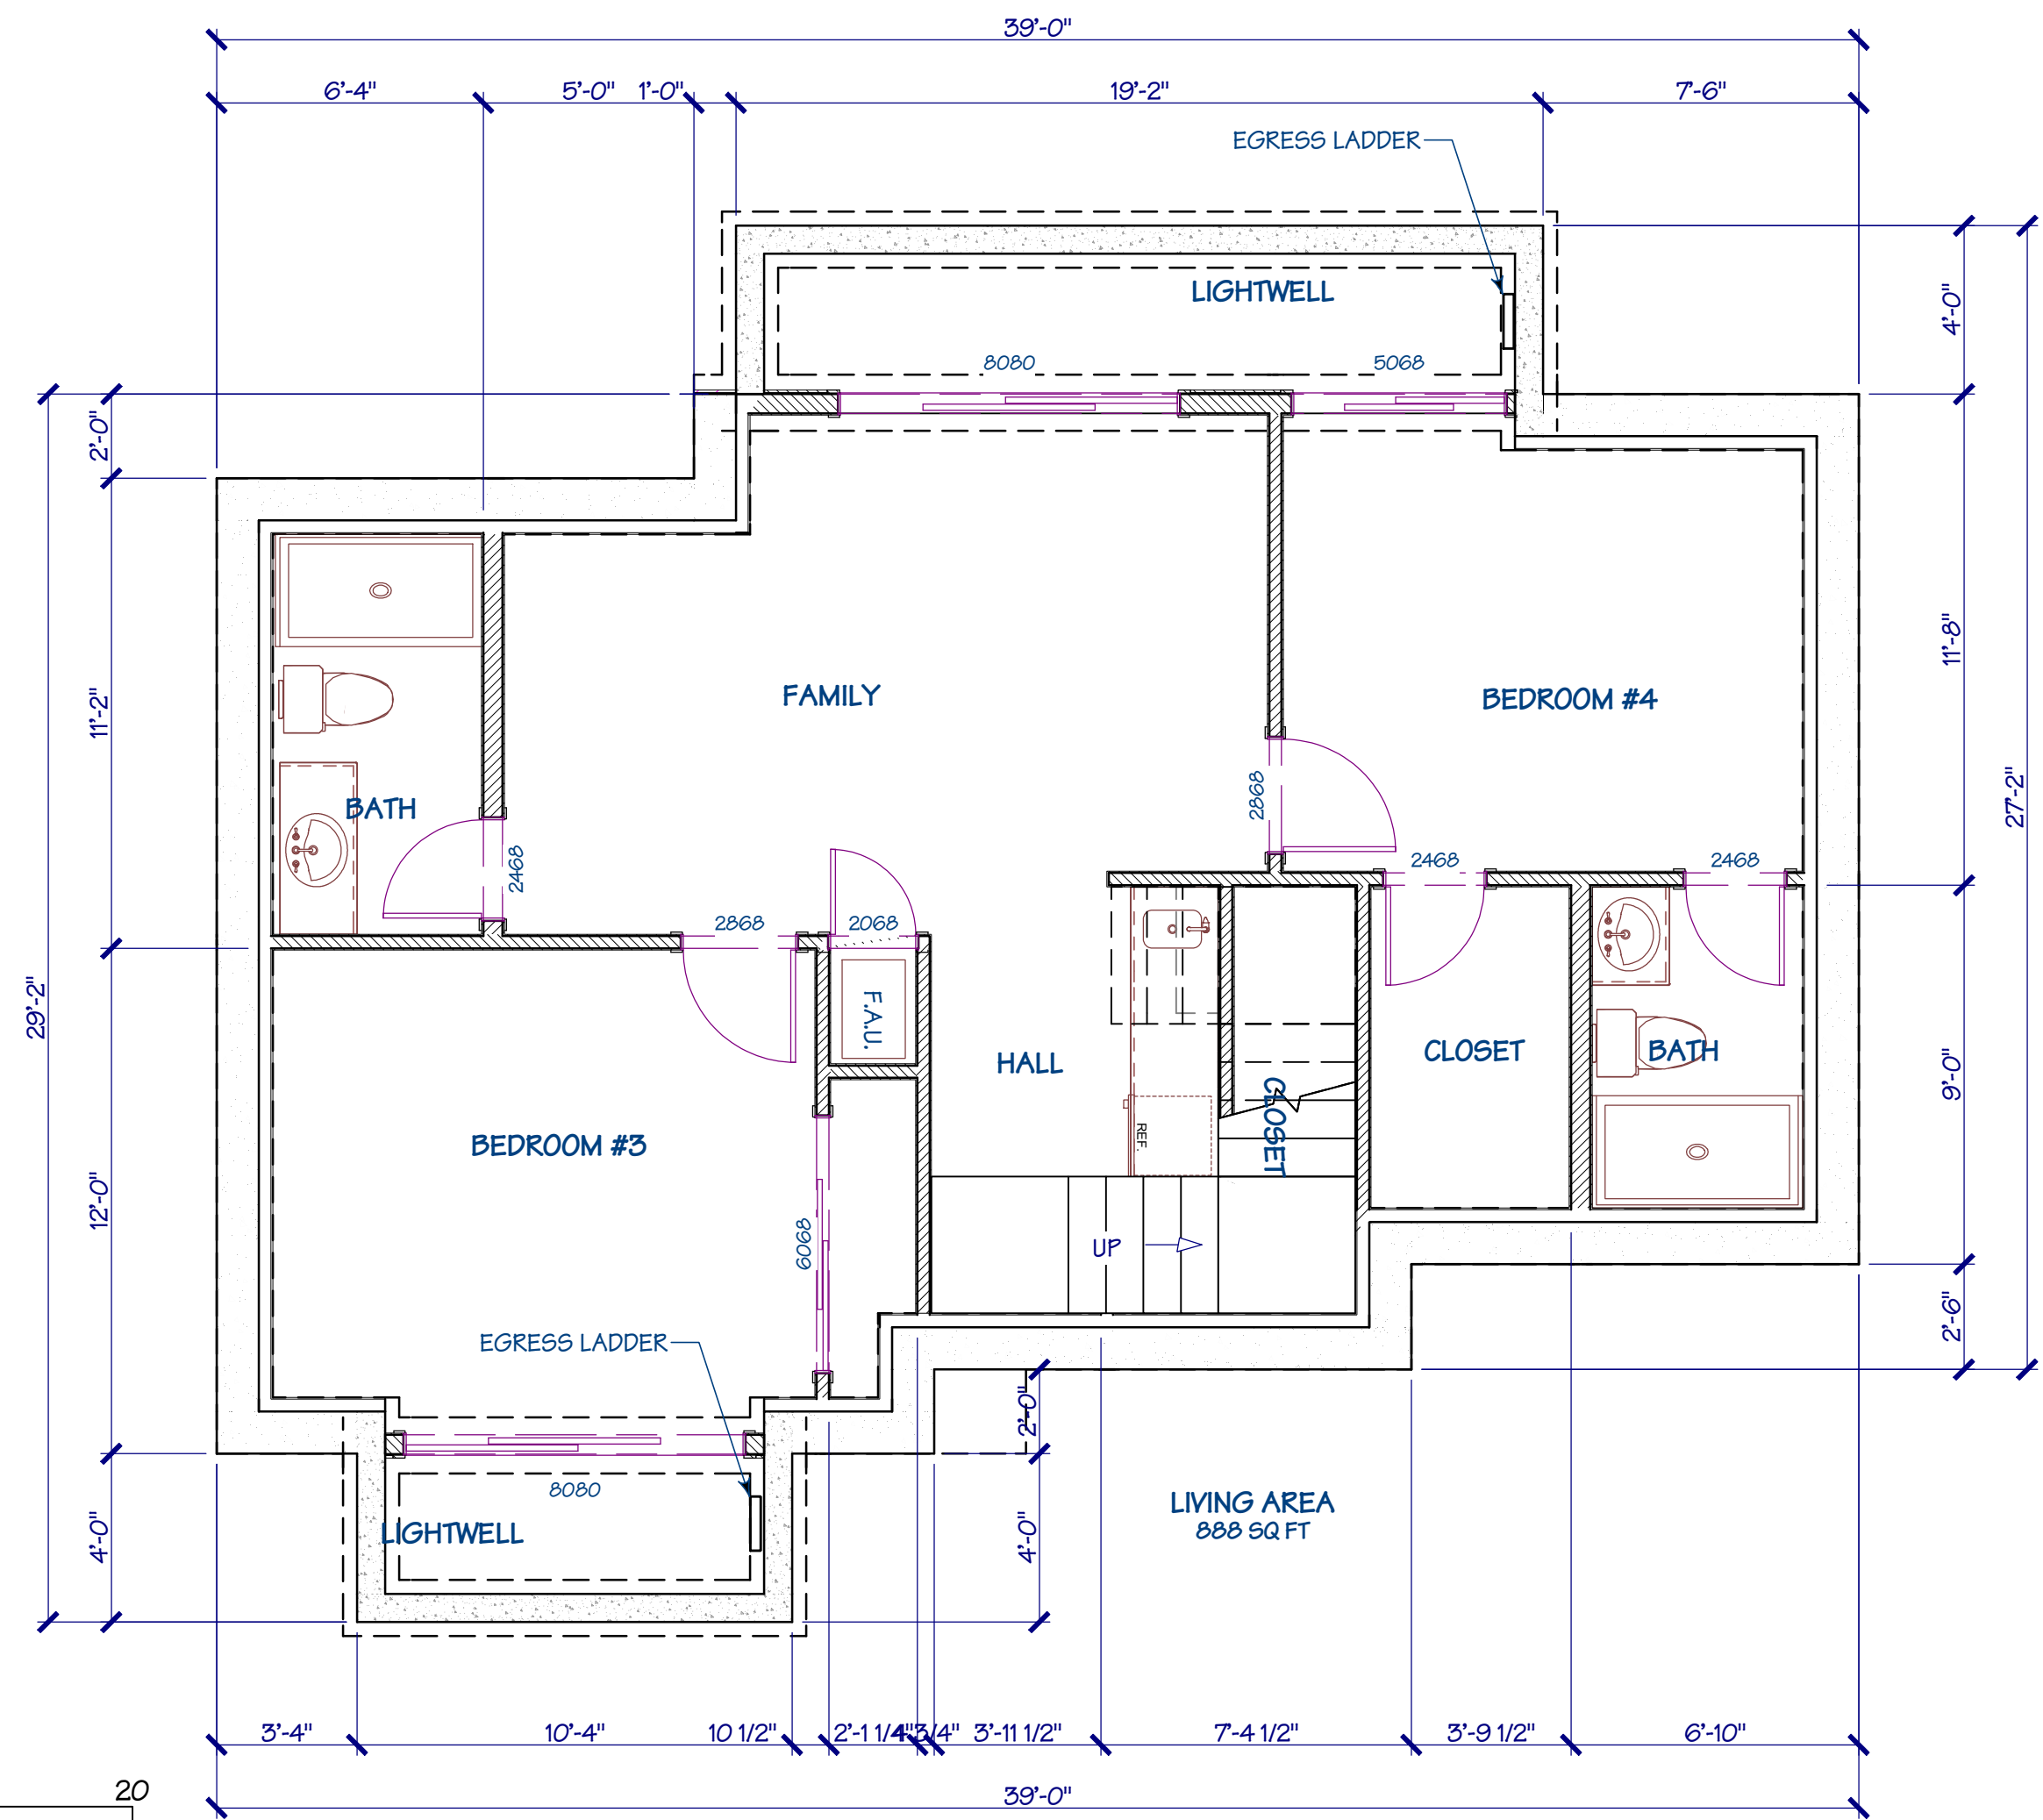 39'-0"
6'-4" 5'-0" 1'-0" 19'-2" 7'-6"
EGRESS LADDER
LIGHTWELL
4'-0"
8080 5068
2'-0"
11'-8"
27'-2"
FAMILY BEDROOM #4
11'-2"
2868
BATH
2468
2468 2468
2868 2068
29'-2"
F.A.U.
HALL CLOSET BATH
9'-0"
CLOSET
REF.
BEDROOM #3
12'-0"
6068
UP
2'-6"
EGRESS LADDER
2'-0"
8080
LIVING AREA
888 SQ FT
LIGHTWELL
4'-0"
4'-0"
3'-4" 10'-4" 10 1/2" 2'-1 1/4" 4 3/4" 3'-11 1/2" 7'-4 1/2" 3'-9 1/2" 6'-10"
20
39'-0"